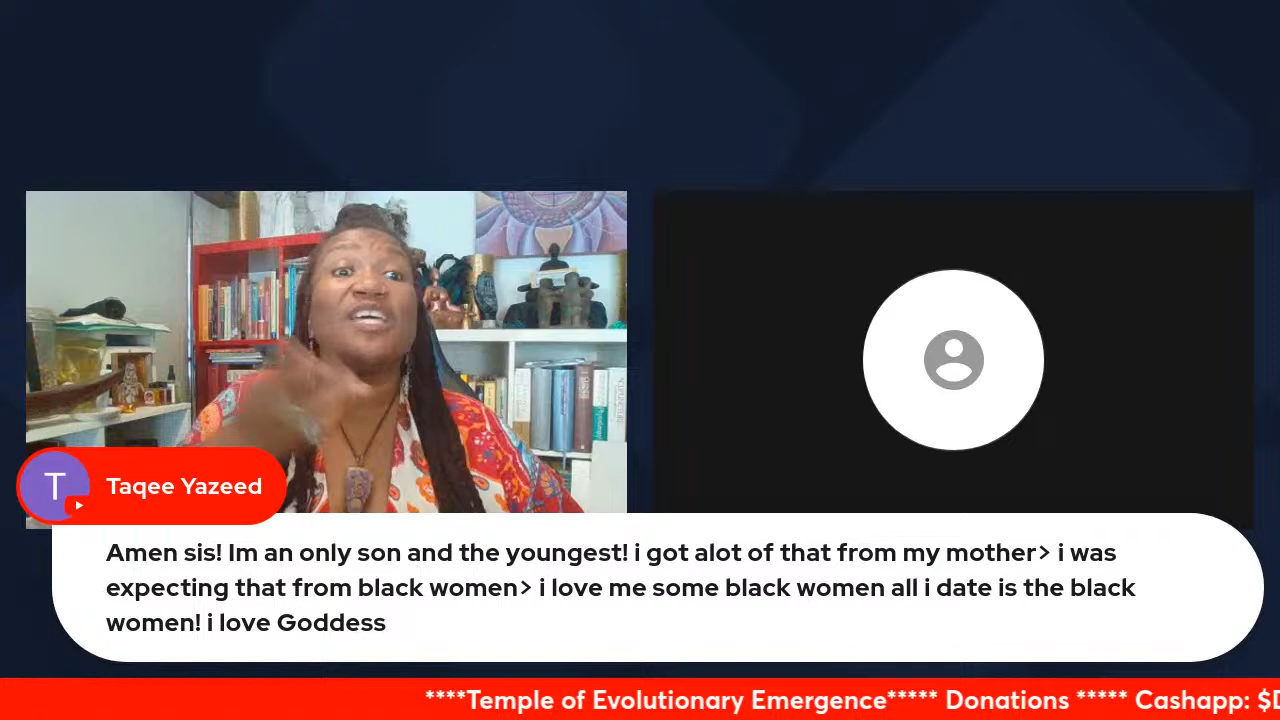 Taqee Yazeed
Amen sis! Im an only son and the youngest! i got alot of that from my mother> i was
expecting that from black women> i love me some black women all i date is the black
women! i love Goddess
****Temple of Evolutionary Emergence***** Donations ***** Cashapp: $D